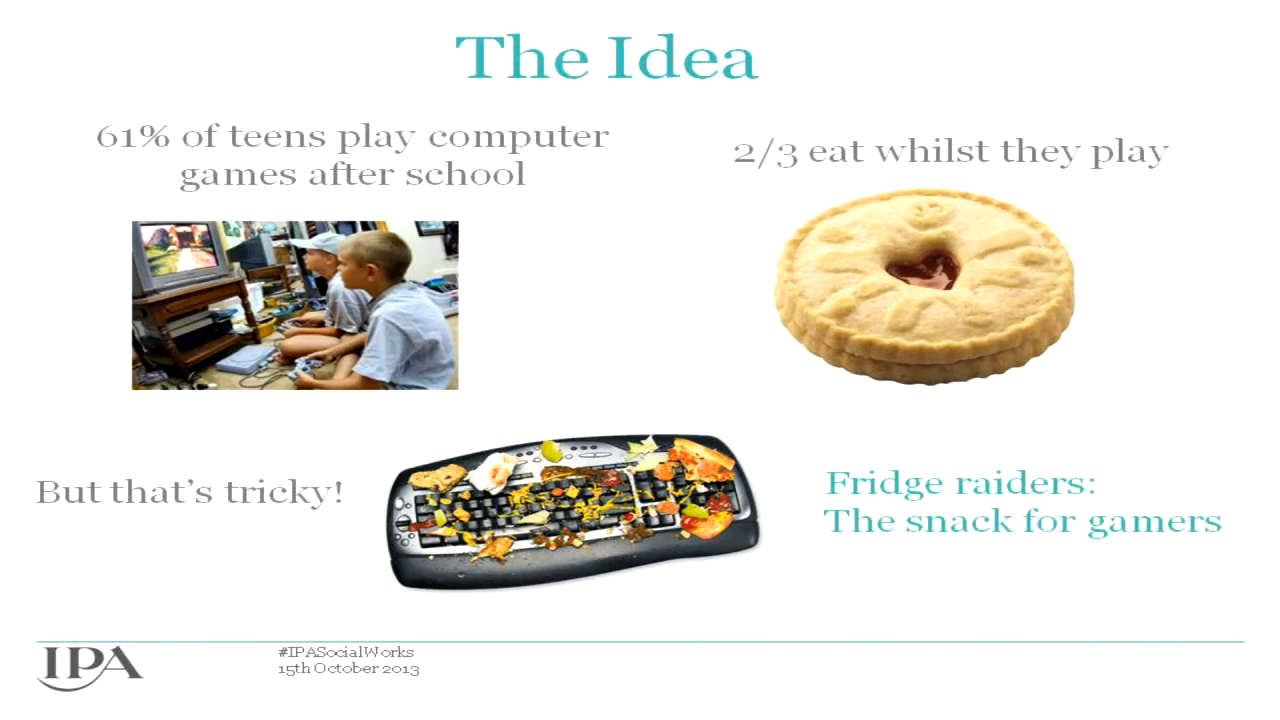 The Idea
61% of teens play computer
games after school
2/3 eat whilst they play
But that's tricky!
Fridge raiders:
The snack for gamers
IPA
#IPASocialWorks
15th October 2013